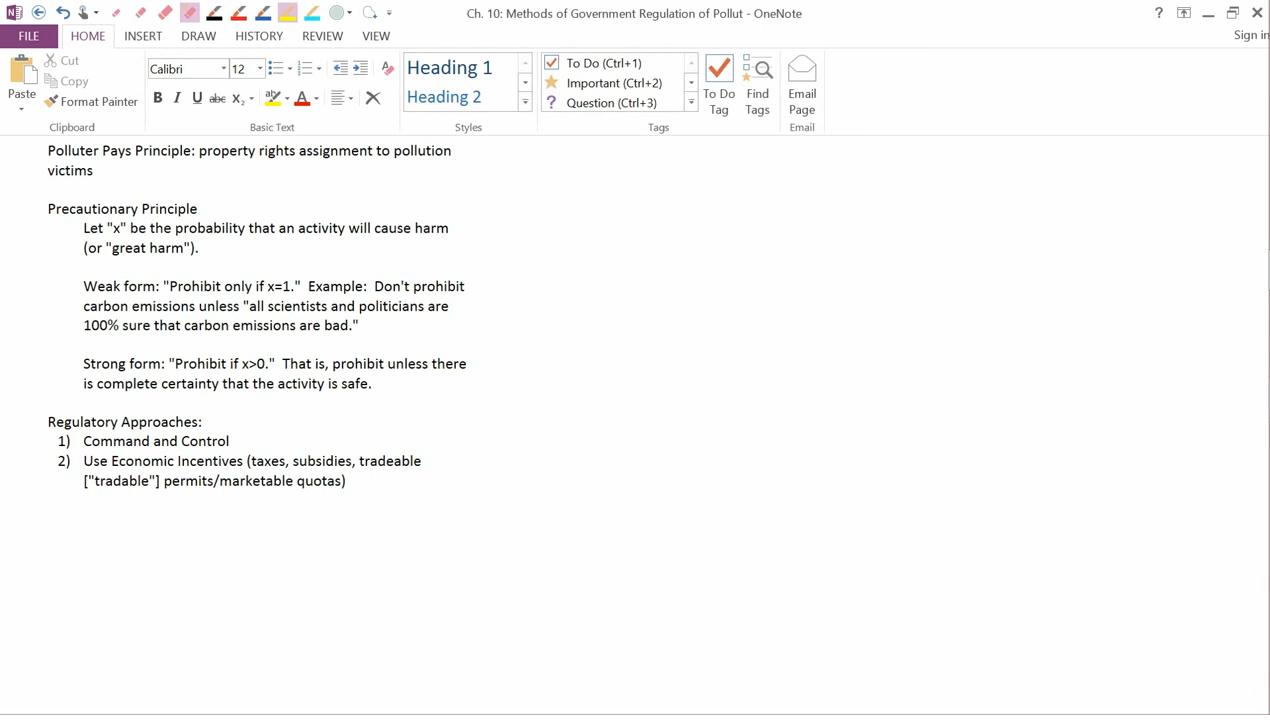 Ch. 10: Methods of Government Regulation of Pollut - OneNote
?
Sign in
FILE HOME INSERT DRAW HISTORY REVIEW VIEW
Paste
Cut
Copy
Format Painter
Clipboard
Calibri 12
B I U abc X₂ A
Basic Text
Heading 1
Heading 2
Styles
To Do (Ctrl+1)
Important (Ctrl+2)
? Question (Ctrl+3)
To Do
Tag
Find
Tags
Tags
Email
Page
Email
Polluter Pays Principle: property rights assignment to pollution
victims
Precautionary Principle
Let "x" be the probability that an activity will cause harm
(or "great harm").
Weak form: "Prohibit only if x=1." Example: Don't prohibit
carbon emissions unless "all scientists and politicians are
100% sure that carbon emissions are bad."
Strong form: "Prohibit if x>0." That is, prohibit unless there
is complete certainty that the activity is safe.
Regulatory Approaches:
1) Command and Control
2) Use Economic Incentives (taxes, subsidies, tradeable
["tradable"] permits/marketable quotas)